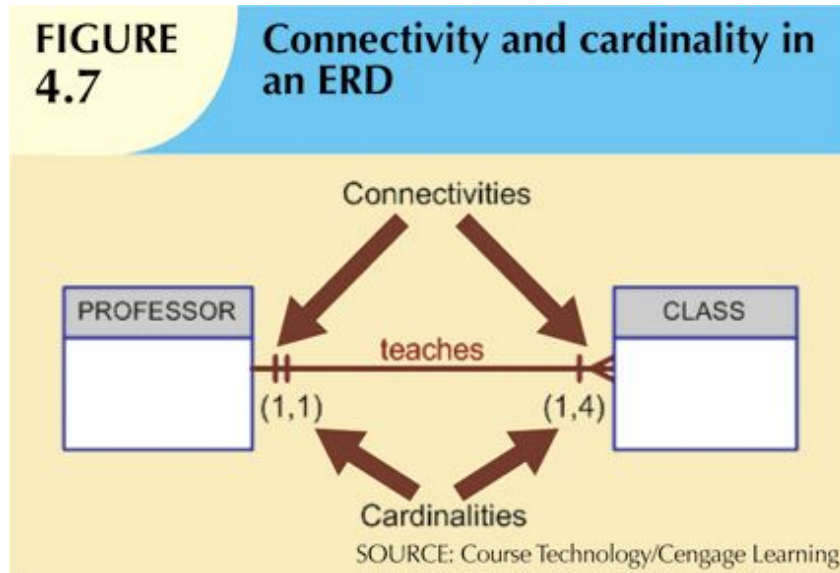 FIGURE
4.7
Connectivity and cardinality in
an ERD
Connectivities
PROFESSOR
CLASS
teaches
(1,1)
(1,4)
Cardinalities
SOURCE: Course Technology/Cengage Learning